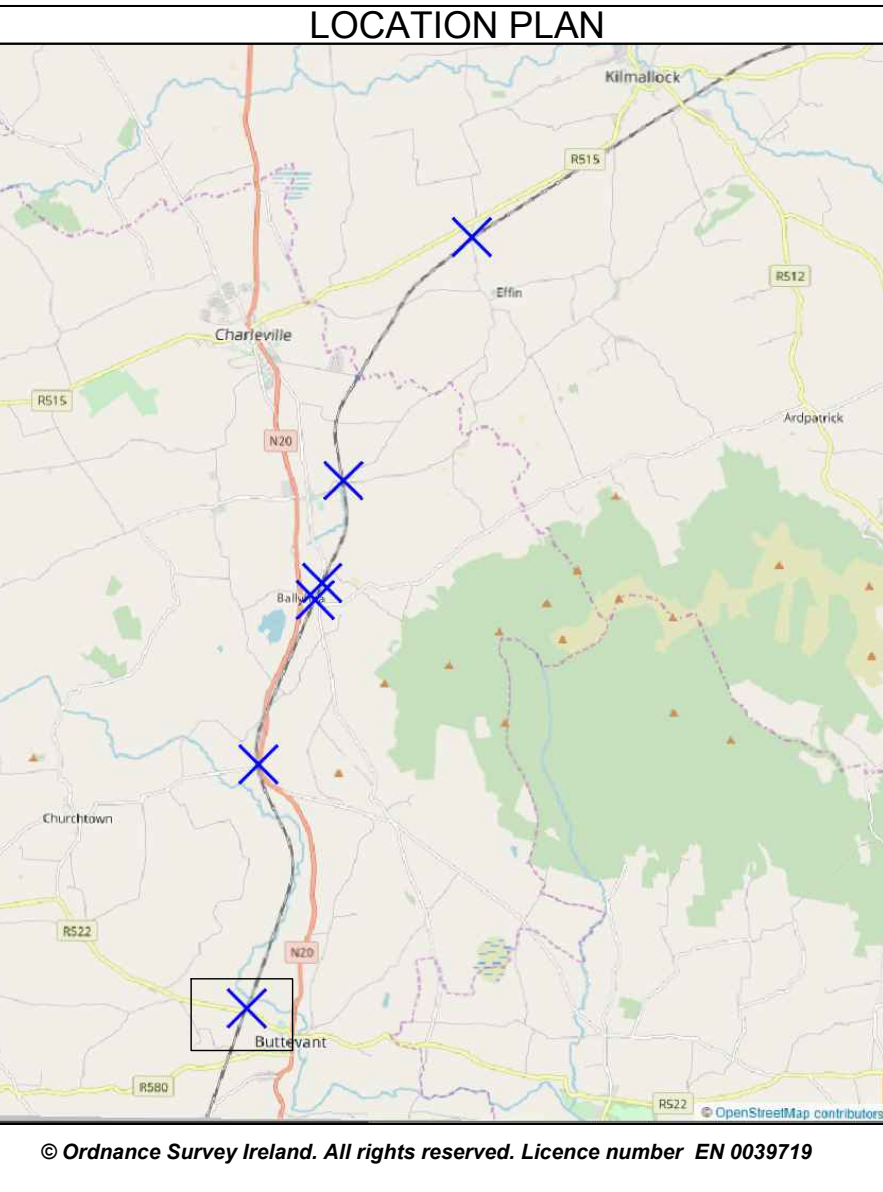 LOCATION PLAN
Kilmallock
R515
R512
Effin
Charleville
R515
Ardpatrick
N20
Churchtown
R522
N20
Buttevant
R580
R522
© OpenStreetMap contributors
© Ordnance Survey Ireland. All rights reserved. Licence number EN 0039719